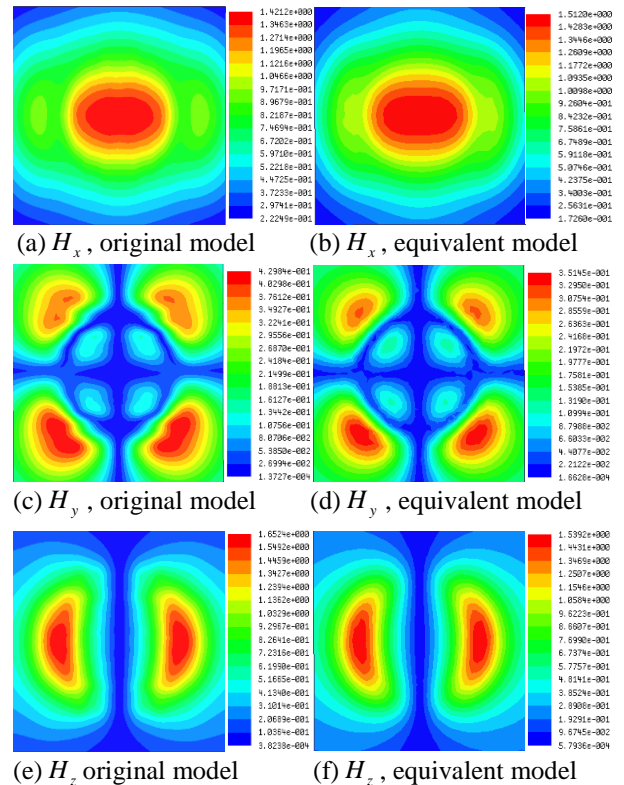 1.4212e+000
1.3463e+000
1.2714e+000
1.1965e+000
1.1216e+000
1.0466e+000
9.7171e-001
8.9679e-001
8.2187e-001
7.4694e-001
6.7202e-001
5.9710e-001
5.2218e-001
4.4725e-001
3.7233e-001
2.9741e-001
2.2249e-001
1.5120e+000
1.4283e+000
1.3446e+000
1.2609e+000
1.1772e+000
1.0935e+000
1.0098e+000
9.2604e-001
8.4232e-001
7.5861e-001
6.7489e-001
5.9118e-001
5.0746e-001
4.2375e-001
3.4003e-001
2.5631e-001
1.7260e-001
(a) H x , original model
(b) H x , equivalent model
4.2984e-001
4.0298e-001
3.7612e-001
3.4927e-001
3.2241e-001
2.9556e-001
2.6870e-001
2.4184e-001
2.1499e-001
1.8813e-001
1.6127e-001
1.3442e-001
1.0756e-001
8.0706e-002
5.3850e-002
2.6994e-002
1.3727e-004
3.5145e-001
3.2950e-001
3.0754e-001
2.8559e-001
2.6363e-001
2.4168e-001
2.1972e-001
1.9777e-001
1.7581e-001
1.5385e-001
1.3190e-001
1.0994e-001
8.7988e-002
6.6033e-002
4.4077e-002
2.2122e-002
1.6628e-004
(c) H y , original model
(d) H y , equivalent model
1.6524e+000
1.5492e+000
1.4459e+000
1.3427e+000
1.2394e+000
1.1362e+000
1.0329e+000
9.2967e-001
8.2641e-001
7.2316e-001
6.1990e-001
5.1665e-001
4.1340e-001
3.1014e-001
2.0689e-001
1.0364e-001
3.8238e-004
1.5392e+000
1.4431e+000
1.3469e+000
1.2507e+000
1.1546e+000
1.0584e+000
9.6223e-001
8.6607e-001
7.6990e-001
6.7374e-001
5.7757e-001
4.8141e-001
3.8524e-001
2.8908e-001
1.9291e-001
9.6745e-002
5.7936e-004
(e) H z original model
(f) H z , equivalent model